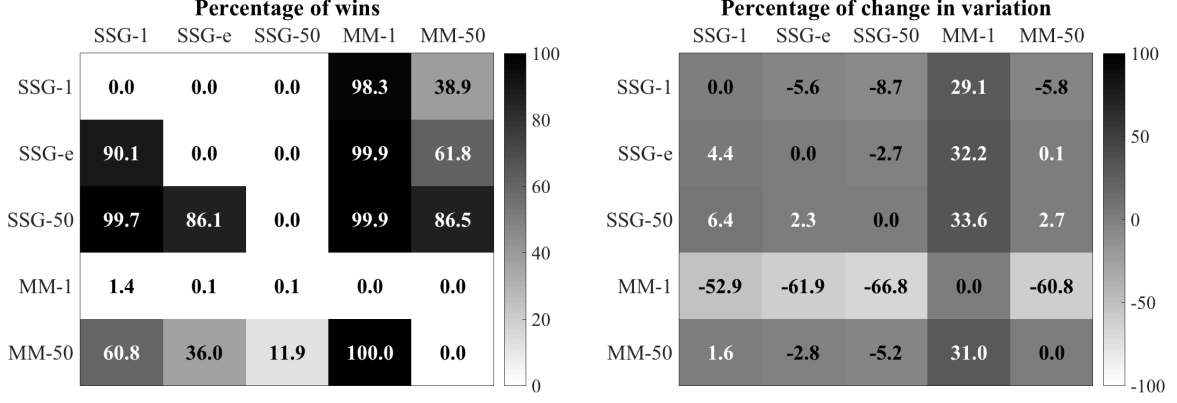 Percentage of wins
SSG-1 SSG-e SSG-50 MM-1 MM-50
SSG-1 0.0 0.0 0.0 98.3 38.9
SSG-e 90.1 0.0 0.0 99.9 61.8
SSG-50 99.7 86.1 0.0 99.9 86.5
MM-1 1.4 0.1 0.1 0.0 0.0
MM-50 60.8 36.0 11.9 100.0 0.0
100
80
60
40
20
0
Percentage of change in variation
SSG-1 SSG-e SSG-50 MM-1 MM-50
SSG-1 0.0 -5.6 -8.7 29.1 -5.8
SSG-e 4.4 0.0 -2.7 32.2 0.1
SSG-50 6.4 2.3 0.0 33.6 2.7
MM-1 -52.9 -61.9 -66.8 0.0 -60.8
MM-50 1.6 -2.8 -5.2 31.0 0.0
100
50
0
-50
-100